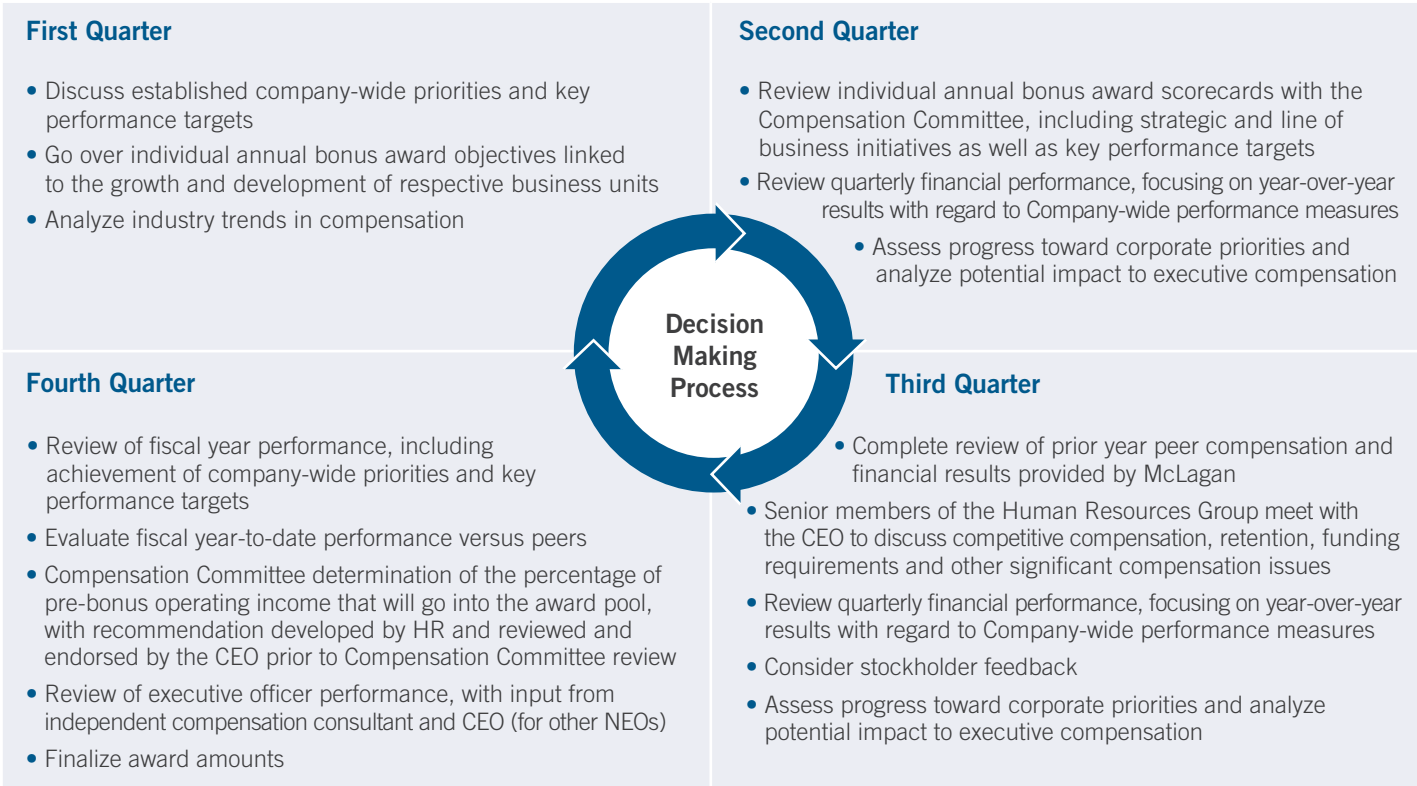 First Quarter
• Discuss established company-wide priorities and key
performance targets
• Go over individual annual bonus award objectives linked
to the growth and development of respective business units
• Analyze industry trends in compensation
Second Quarter
• Review individual annual bonus award scorecards with the
Compensation Committee, including strategic and line of
business initiatives as well as key performance targets
• Review quarterly financial performance, focusing on year-over-year
results with regard to Company-wide performance measures
• Assess progress toward corporate priorities and
analyze potential impact to executive compensation
Decision
Making
Process
Fourth Quarter
• Review of fiscal year performance, including
achievement of company-wide priorities and key
performance targets
• Evaluate fiscal year-to-date performance versus peers
• Compensation Committee determination of the percentage of
pre-bonus operating income that will go into the award pool,
with recommendation developed by HR and reviewed and
endorsed by the CEO prior to Compensation Committee review
• Review of executive officer performance, with input from
independent compensation consultant and CEO (for other NEOs)
• Finalize award amounts
Third Quarter
• Complete review of prior year peer compensation and
financial results provided by McLagan
• Senior members of the Human Resources Group meet with
the CEO to discuss competitive compensation, retention, funding
requirements and other significant compensation issues
• Review quarterly financial performance, focusing on year-over-year
results with regard to Company-wide performance measures
• Consider stockholder feedback
• Assess progress toward corporate priorities and analyze
potential impact to executive compensation